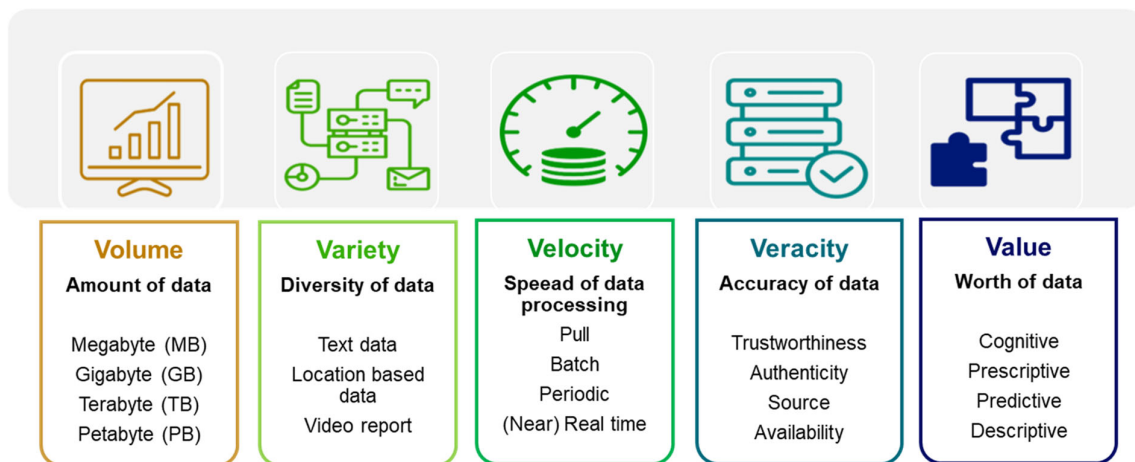 Volume
Amount of data
Megabyte (MB)
Gigabyte (GB)
Terabyte (TB)
Petabyte (PB)
Variety
Diversity of data
Text data
Location based
data
Video report
Velocity
Speead of data
processing
Pull
Batch
Periodic
(Near) Real time
Veracity
Accuracy of data
Trustworthiness
Authenticity
Source
Availability
Value
Worth of data
Cognitive
Prescriptive
Predictive
Descriptive